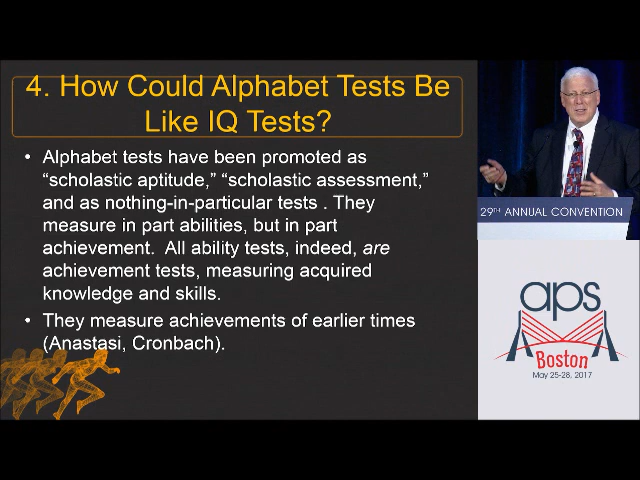 4. How Could Alphabet Tests Be
Like IQ Tests?
• Alphabet tests have been promoted as
“scholastic aptitude,” “scholastic assessment,”
and as nothing-in-particular tests . They
measure in part abilities, but in part
achievement. All ability tests, indeed, are
achievement tests, measuring acquired
knowledge and skills.
• They measure achievements of earlier times
(Anastasi, Cronbach).
29TH ANNUAL CONVENTION
aps
Boston
May 25-28, 2017